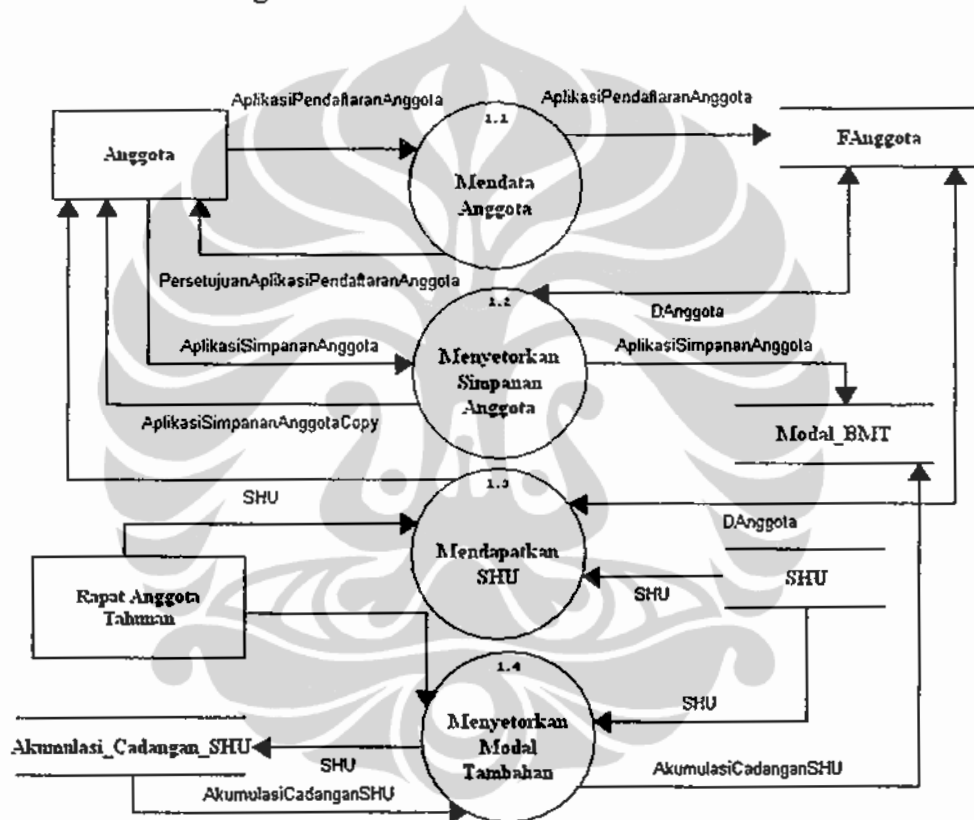 AplikasiPendaftaranAnggota
AplikasiPendaftaranAnggota
1.1
Anggota
FAnggota
Mendata
Anggota
PersetujuanAplikasiPendaftaranAnggota
1.2
DAnggota
AplikasiSimpananAnggota
AplikasiSimpananAnggota
Menyetorkan
Simpanan
Anggota
AplikasiSimpananAnggotaCopy
Modal_BMT
1.3
SHU
DAnggota
Mendapatkan
SHU
SHU
SHU
Rapat Anggota
Tahunan
1.4
SHU
Menyetorkan
Modal
Tambahan
Akumulasi_Cadangan_SHU
SHU
AkumulasiCadanganSHU
AkumulasiCadanganSHU